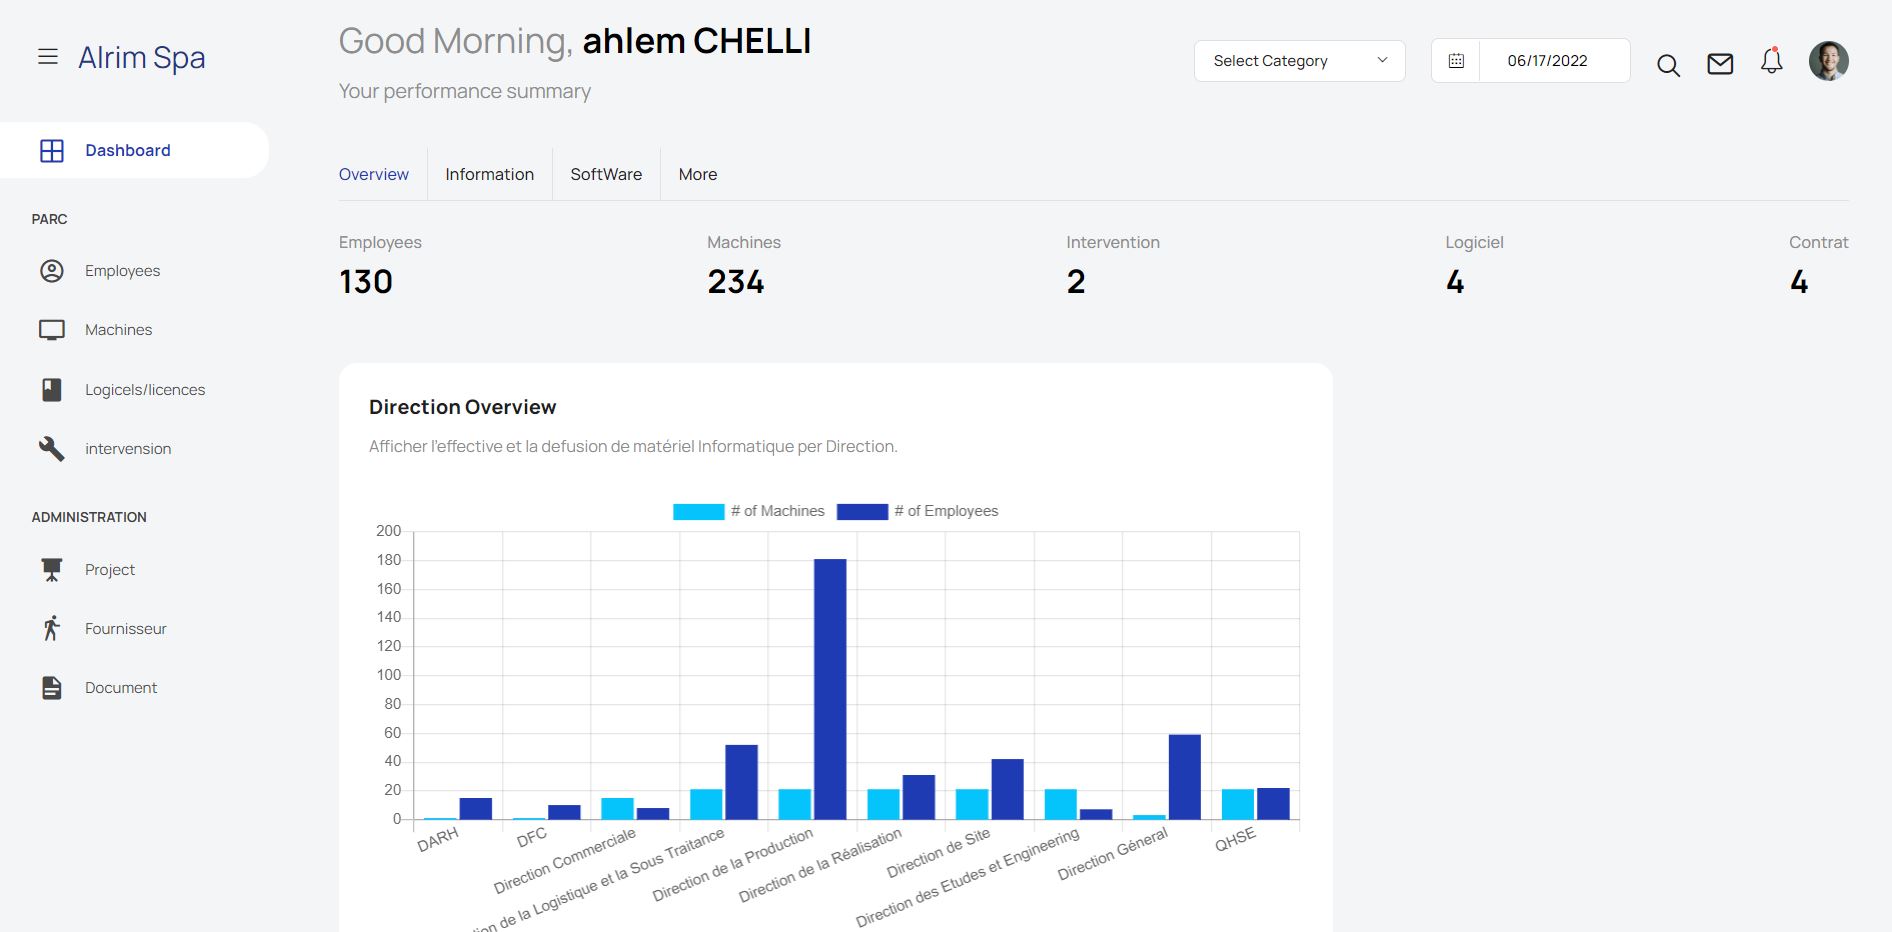 Alrim Spa
Good Morning, ahlem CHELLI
Your performance summary
Select Category
06/17/2022
Dashboard
PARC
Employees
Machines
Logicels/licences
intervension
ADMINISTRATION
Project
Fournisseur
Document
Overview
Information
SoftWare
More
Employees
130
Machines
234
Intervention
2
Logiciel
4
Contrat
4
Direction Overview
Afficher l'effective et la defusion de matériel Informatique per Direction.
# of Machines
# of Employees
200
180
160
140
120
100
80
60
40
20
0
DARH
DFC
Direction Commerciale
de la Logistique et la Sous Traitance
Direction de la Production
Direction de la Réalisation
Direction de Site
Direction des Etudes et Engineering
Direction Géneral
QHSE